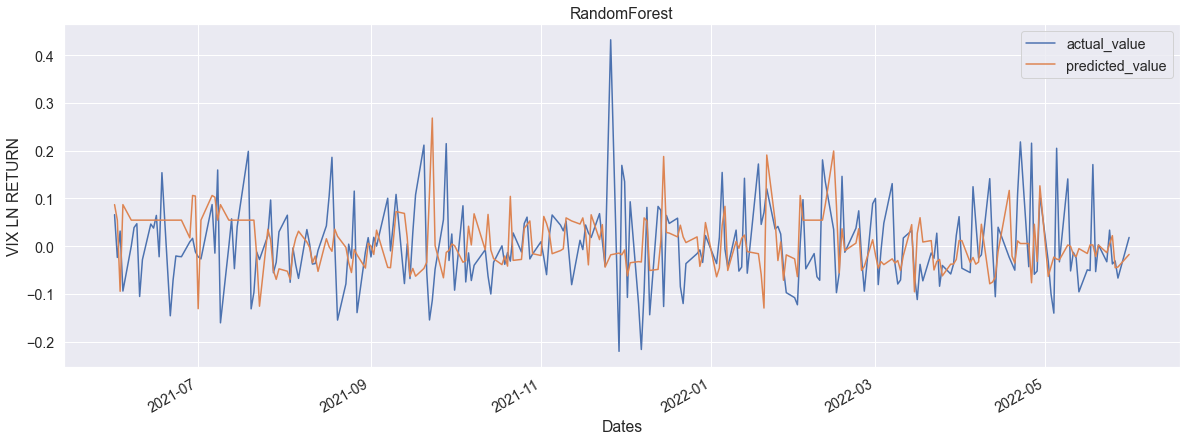 RandomForest
actual_value
predicted_value
VIX LN RETURN
0.4
0.3
0.2
0.1
0.0
−0.1
−0.2
2021-07
2021-09
2021-11
2022-01
2022-03
2022-05
Dates